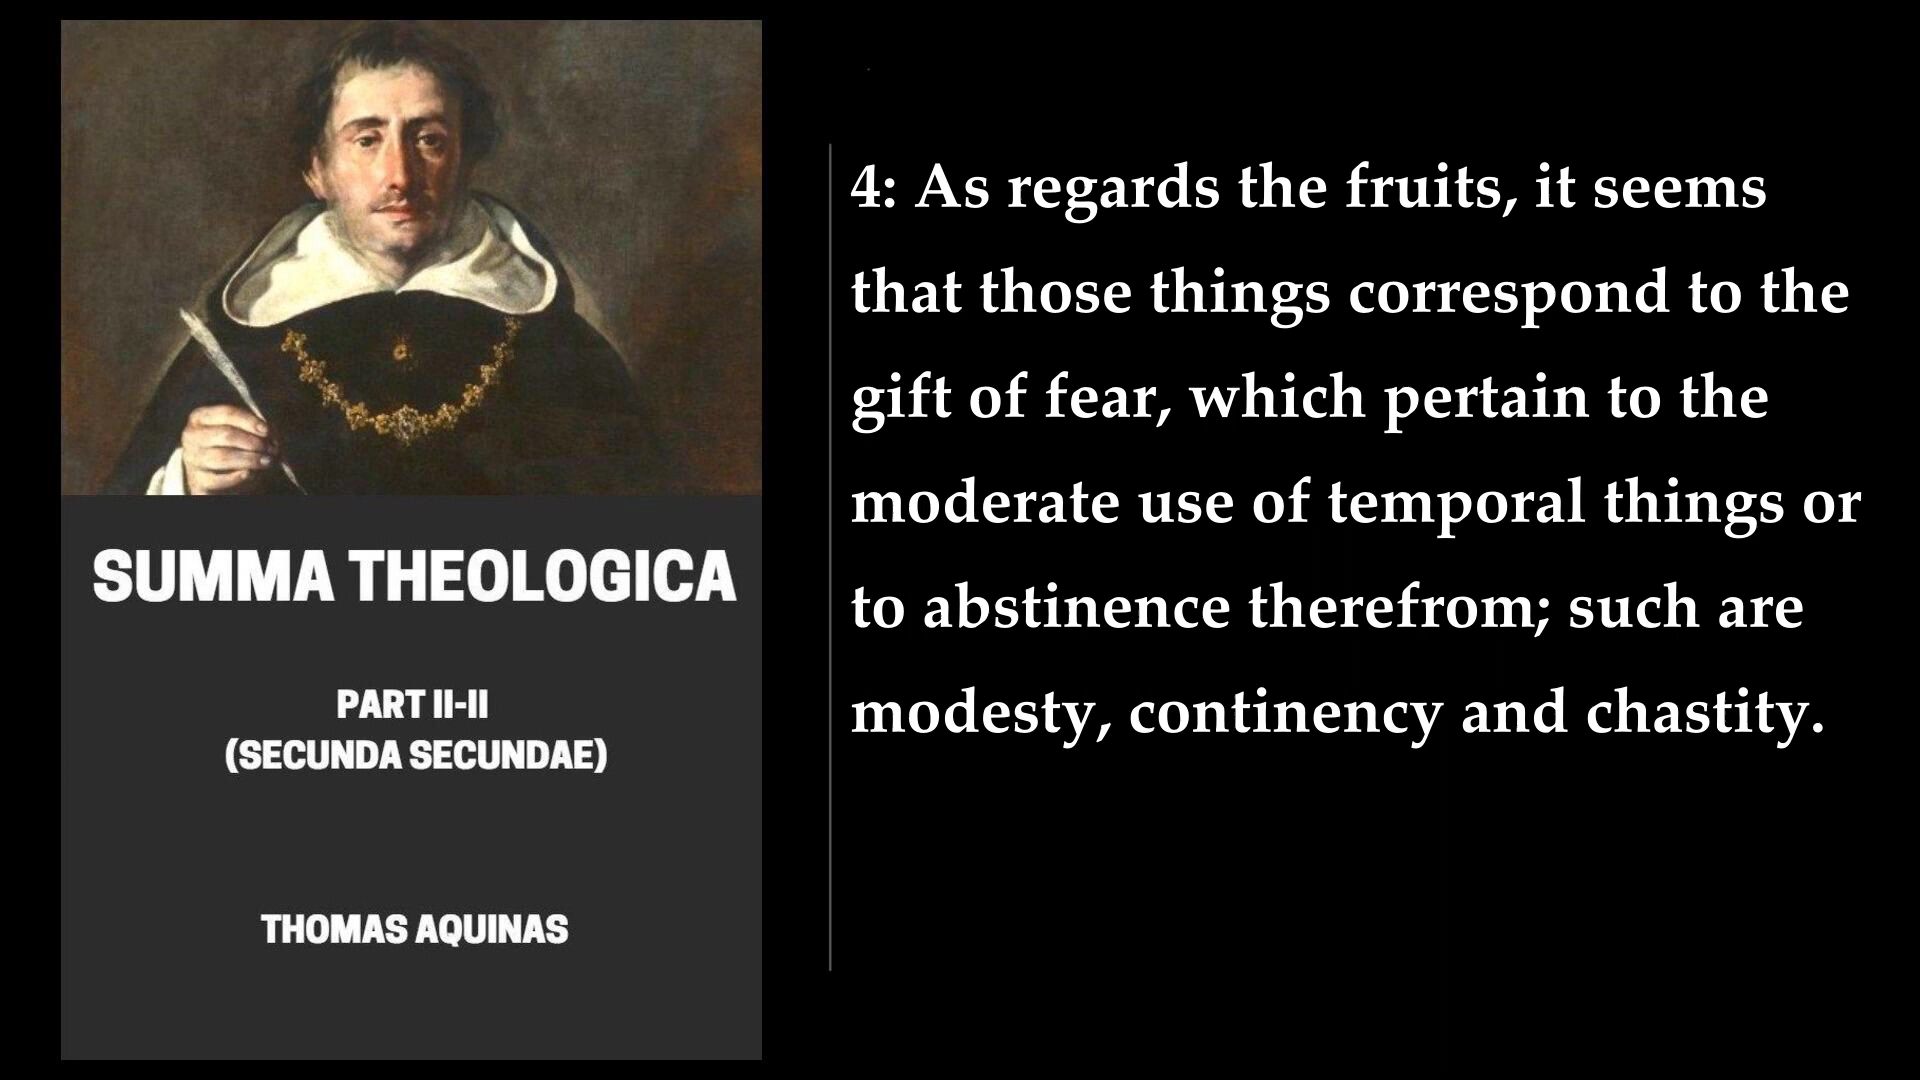 SUMMA THEOLOGICA
PART II-II
(SECUNDA SECUNDAE)
THOMAS AQUINAS
4: As regards the fruits, it seems
that those things correspond to the
gift of fear, which pertain to the
moderate use of temporal things or
to abstinence therefrom; such are
modesty, continency and chastity.